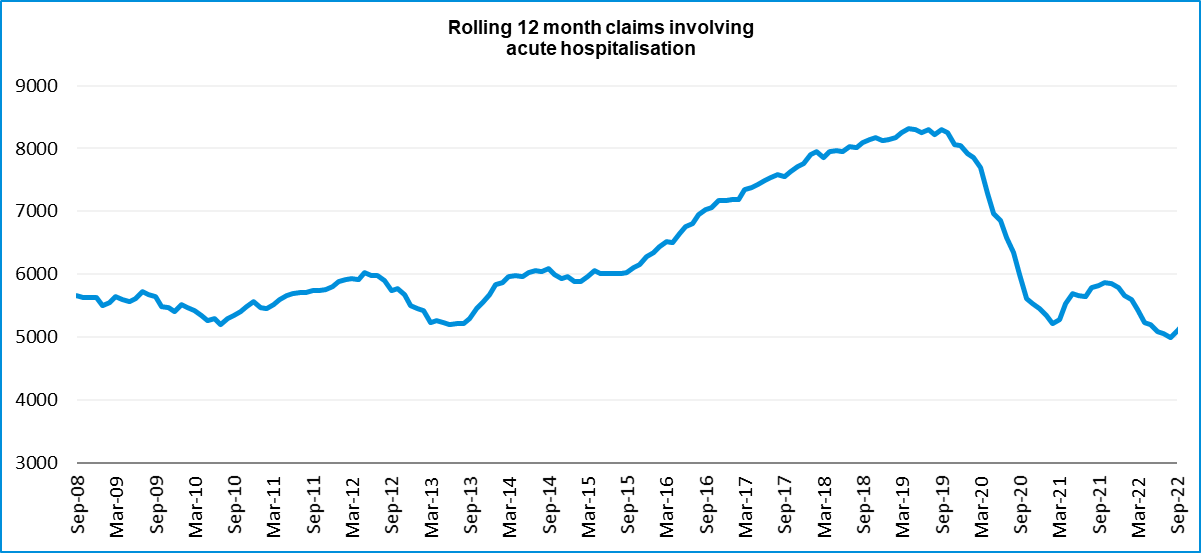 Rolling 12 month claims involving
acute hospitalisation
9000
8000
7000
6000
5000
4000
3000
Sep-08
Mar-09
Sep-09
Mar-10
Sep-10
Mar-11
Sep-11
Mar-12
Sep-12
Mar-13
Sep-13
Mar-14
Sep-14
Mar-15
Sep-15
Mar-16
Sep-16
Mar-17
Sep-17
Mar-18
Sep-18
Mar-19
Sep-19
Mar-20
Sep-20
Mar-21
Sep-21
Mar-22
Sep-22